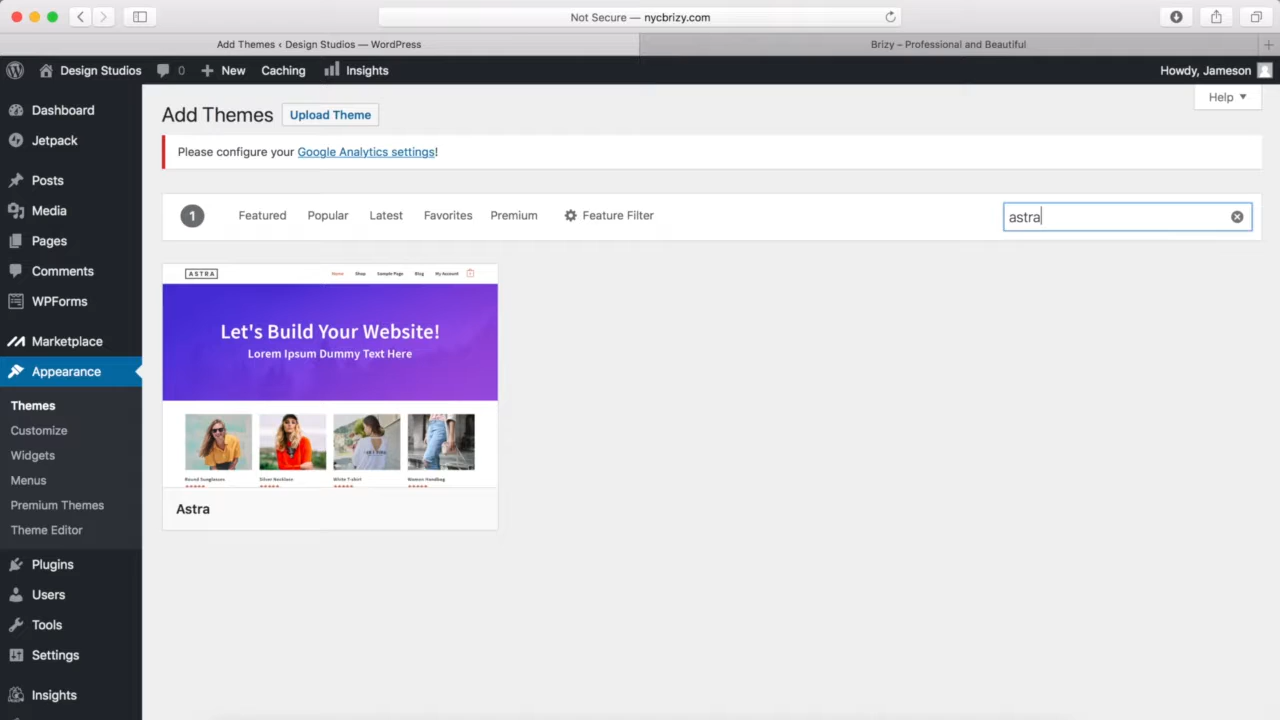 Not Secure — nycbrizy.com
Add Themes ‹ Design Studios — WordPress
Brizy – Professional and Beautiful
Design Studios
0
New
Caching
Insights
Howdy, Jameson
Dashboard
Jetpack
Posts
Media
Pages
Comments
WPForms
Marketplace
Appearance
Themes
Customize
Widgets
Menus
Premium Themes
Theme Editor
Plugins
Users
Tools
Settings
Insights
Add Themes
Upload Theme
Help
Please configure your Google Analytics settings!
1
Featured
Popular
Latest
Favorites
Premium
Feature Filter
astra
ASTRA
Home
Shop
Sample Page
Blog
My Account
Let's Build Your Website!
Lorem Ipsum Dummy Text Here
Round Sunglasses
Silver Necklace
White T-shirt
Women Handbag
Astra